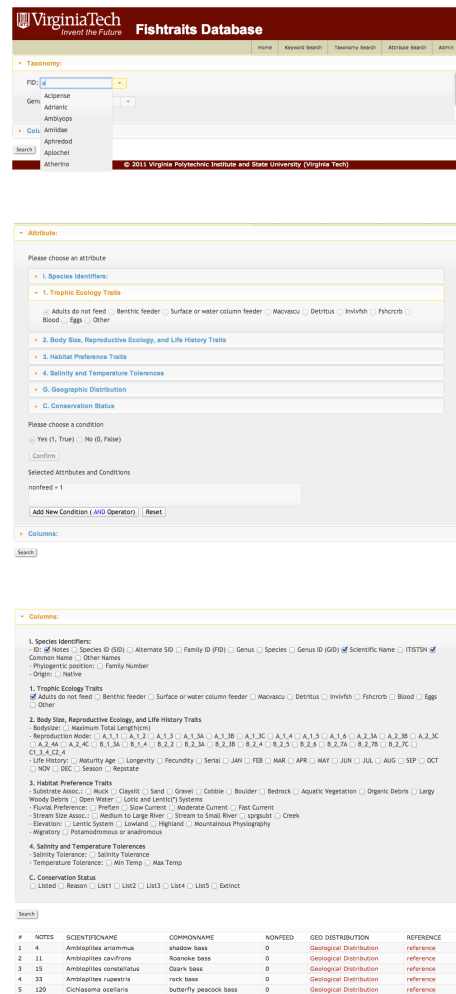 VirginiaTech
Invent the Future
Fishtraits Database
Home Keyword Search Taxonomy Search Attribute Search Admin
Taxonomy:
FID: a
Acipense
Adrianic
Genu
Amblyops
Amiidae
Aphredod
Colu
Aplochei
Search
Atherino
© 2011 Virginia Polytechnic Institute and State University (Virginia Tech)
Attribute:
Please choose an attribute
I. Species Identifiers:
1. Trophic Ecology Traits
Adults do not feed Benthic feeder Surface or water column feeder Macvascu Detritus Invlvfsh Fshcrcrb
Blood Eggs Other
2. Body Size, Reproductive Ecology, and Life History Traits
3. Habitat Preference Traits
4. Salinity and Temperature Tolerences
G. Geographic Distribution
C. Conservation Status
Please choose a condition
Yes (1, True) No (0, False)
Confirm
Selected Attributes and Conditions
nonfeed = 1
Add New Condition ( AND Operator) Reset
Columns:
Search
Columns:
I. Species Identifiers:
- ID: Notes Species ID (SID) Alternate SID Family ID (FID) Genus Species Genus ID (GID) Scientific Name ITISTSN
Common Name Other Names
- Phylogentic position: Family Number
- Origin: Native
1. Trophic Ecology Traits
Adults do not feed Benthic feeder Surface or water column feeder Macvascu Detritus Invlvfsh Fshcrcrb Blood Eggs
Other
2. Body Size, Reproductive Ecology, and Life History Traits
- Bodysize: Maximum Total Length(cm)
- Reproduction Mode: A_1_1 A_1_2 A_1_3 A_1_3A A_1_3B A_1_3C A_1_4 A_1_5 A_1_6 A_2_3A A_2_3B A_2_3C
A_2_4A A_2_4C B_1_3A B_1_4 B_2_2 B_2_3A B_2_3B B_2_4 B_2_5 B_2_6 B_2_7A B_2_7B B_2_7C
C1_3_4_C2_4
- Life History: Maturity Age Longevity Fecundity Serial JAN FEB MAR APR MAY JUN JUL AUG SEP OCT
NOV DEC Season Repstate
3. Habitat Preference Traits
- Substrate Assoc.: Muck Claysilt Sand Gravel Cobble Boulder Bedrock Aquatic Vegetation Organic Debris Largy
Woody Debris Open Water Lotic and Lentic(*) Systems
- Fluvial Preference: Preflen Slow Current Moderate Current Fast Current
- Stream Size Assoc.: Medium to Large River Stream to Small River sprgsubt Creek
- Elevation: Lentic System Lowland Highland Mountainous Physiography
- Migratory Potamodromous or anadromous
4. Salinity and Temperature Tolerences
- Salinity Tolerance: Salinity Tolerance
- Temperature Tolerance: Min Temp Max Temp
C. Conservation Status
Listed Reason List1 List2 List3 List4 List5 Extinct
Search
# NOTES SCIENTIFICNAME COMMONNAME NONFEED GEO DISTRIBUTION REFERENCE
1 4 Ambloplites ariommus shadow bass 0 Geological Distribution reference
2 11 Ambloplites cavifrons Roanoke bass 0 Geological Distribution reference
3 15 Ambloplites constellatus Ozark bass 0 Geological Distribution reference
4 33 Ambloplites rupestris rock bass 0 Geological Distribution reference
5 120 Cichlasoma ocellaris butterfly peacock bass 0 Geological Distribution reference